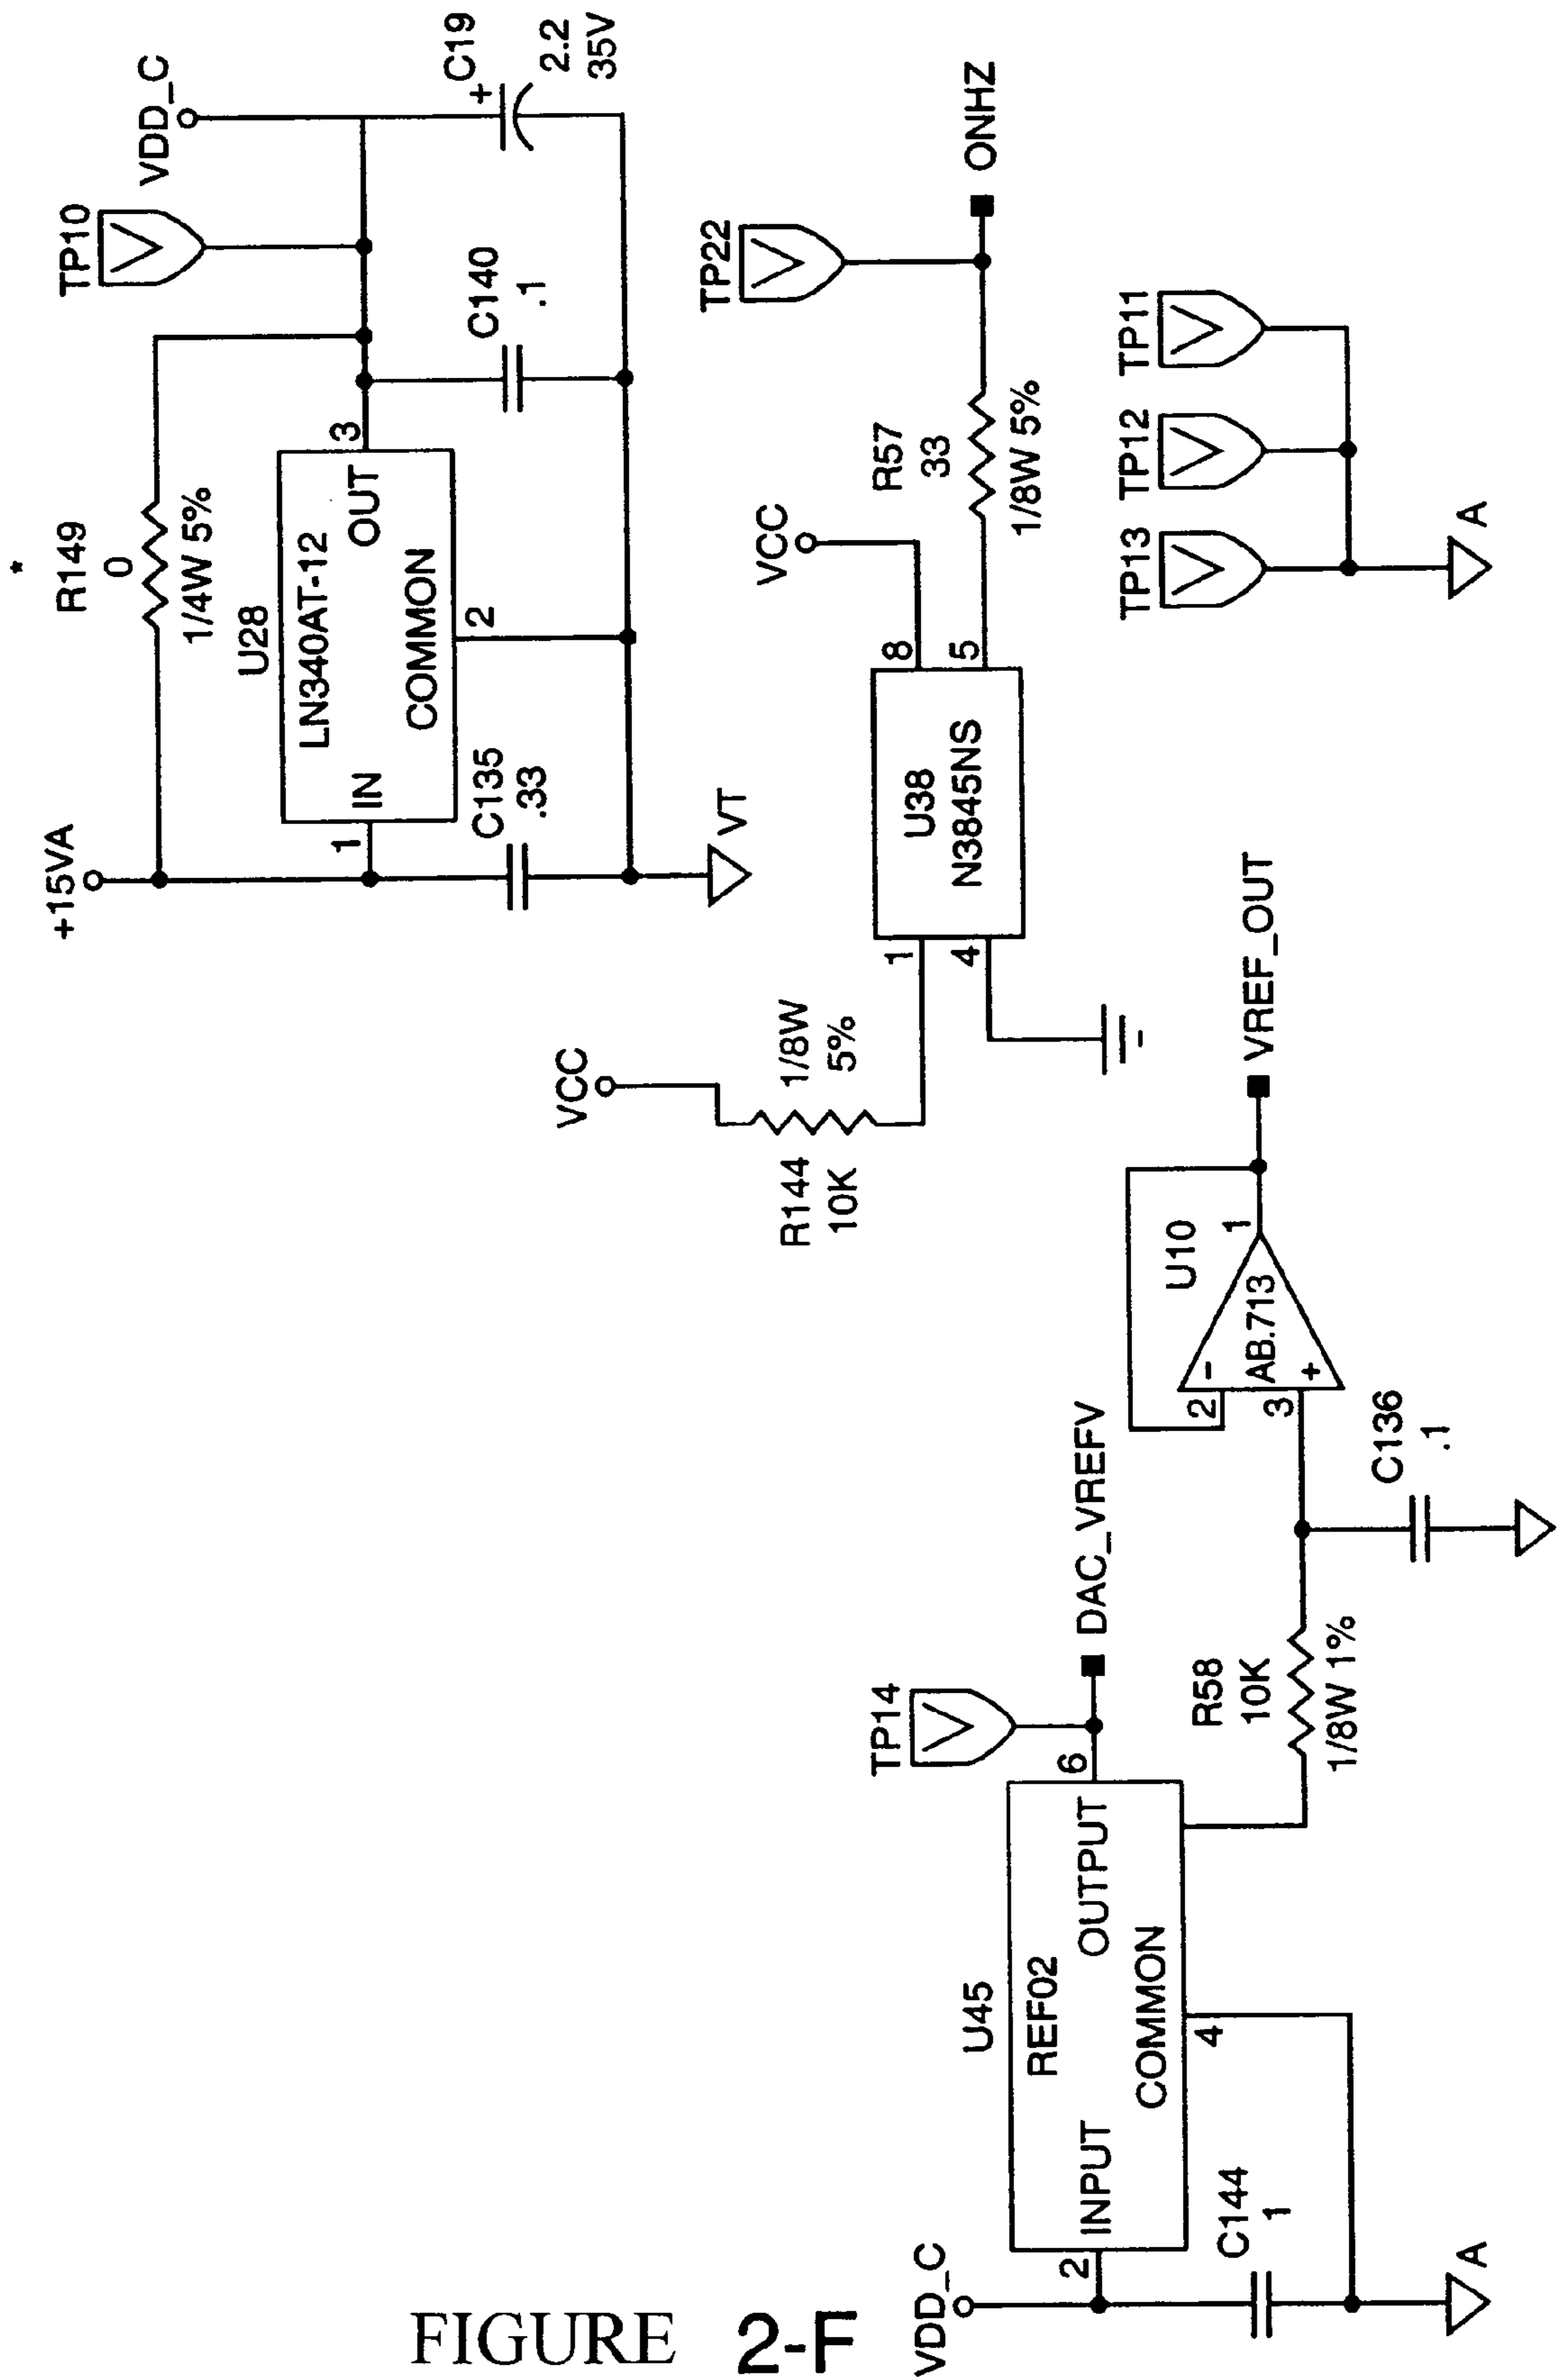 *
R149
0
1/4W 5%
+15VA
TP10
VDD_C
U28
LN340AT-12
IN
OUT
COMMON
1
3
2
C135
.33
C140
.1
C19
+
2.2
35V
VT
VCC
R144
10K
1/8W
5%
VCC
U38
N3845NS
1
4
8
5
R57
33
1/8W 5%
TP22
ONHZ
TP13
TP12
TP11
A
VDD_C
U45
REF02
INPUT
OUTPUT
COMMON
2
6
4
C144
1
A
TP14
DAC_VREFV
R58
10K
1/8W 1%
C136
.1
U10
AB.713
2
-
3
+
1
VREF_OUT
FIGURE 2-F